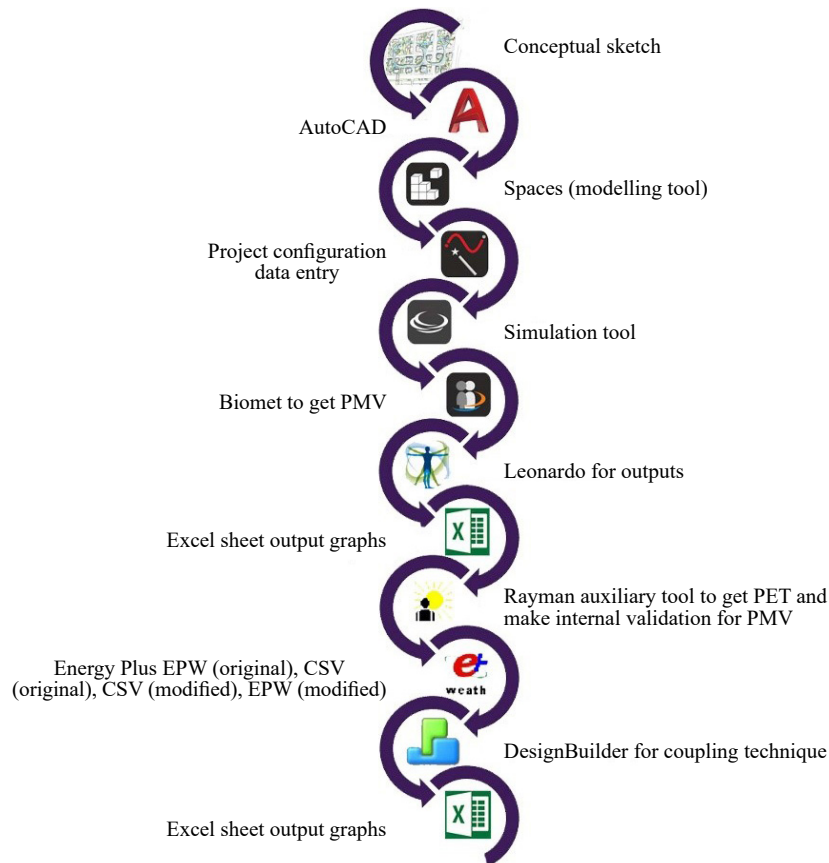 Conceptual sketch
AutoCAD
Spaces (modelling tool)
Project configuration
data entry
Simulation tool
Biomet to get PMV
Leonardo for outputs
Excel sheet output graphs
Rayman auxiliary tool to get PET and
make internal validation for PMV
Energy Plus EPW (original), CSV
(original), CSV (modified), EPW (modified)
e+
weath
DesignBuilder for coupling technique
Excel sheet output graphs